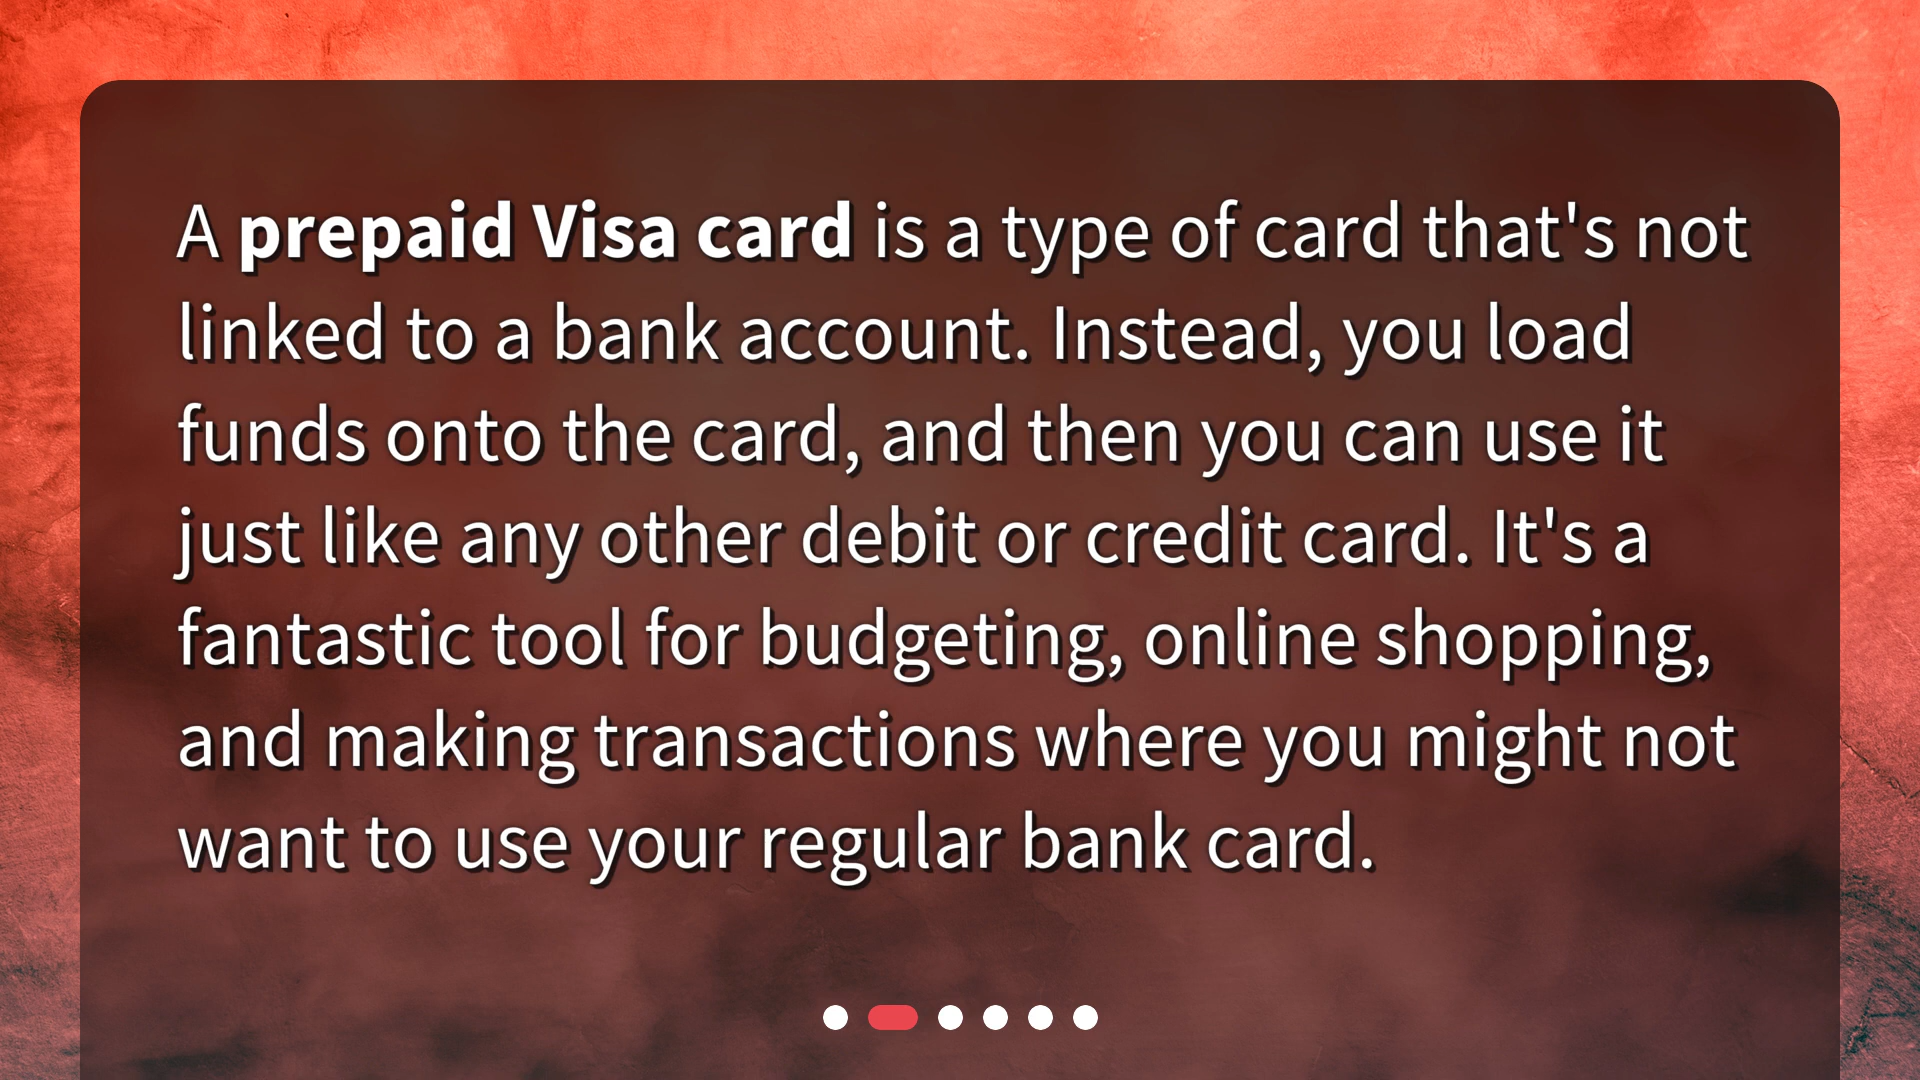 A prepaid Visa card is a type of card that's not
linked to a bank account. Instead, you load
funds onto the card, and then you can use it
just like any other debit or credit card. It's a
fantastic tool for budgeting, online shopping,
and making transactions where you might not
want to use your regular bank card.